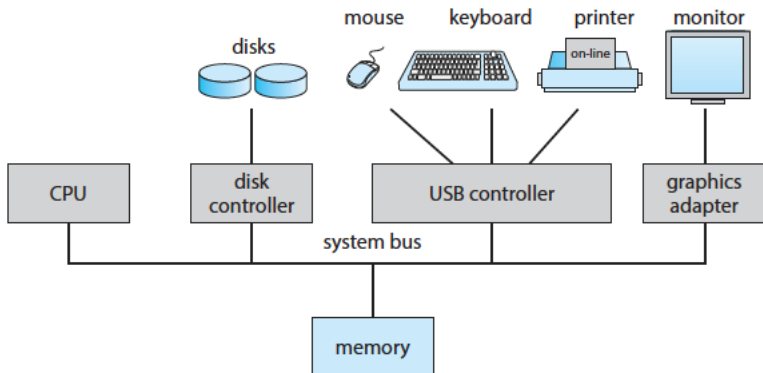 mouse
keyboard
printer
monitor
disks
on-line
CPU
disk
controller
USB controller
graphics
adapter
system bus
memory